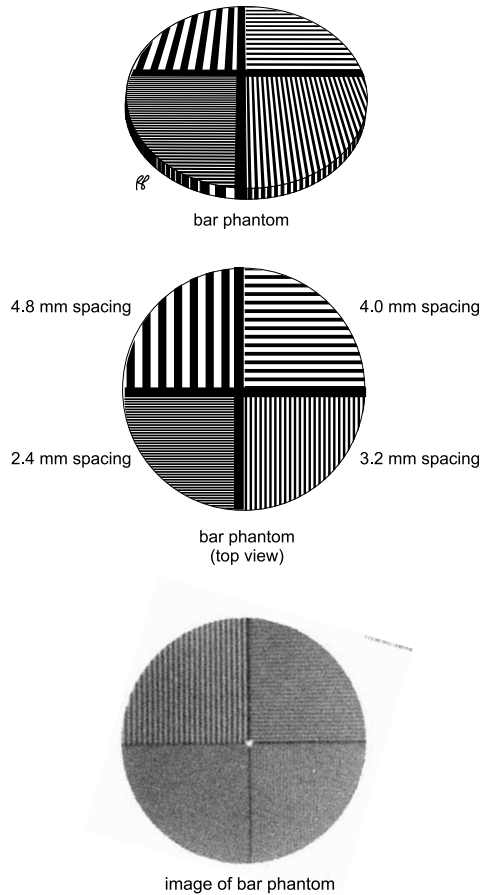 bar phantom
4.8 mm spacing
4.0 mm spacing
2.4 mm spacing
3.2 mm spacing
bar phantom
(top view)
image of bar phantom